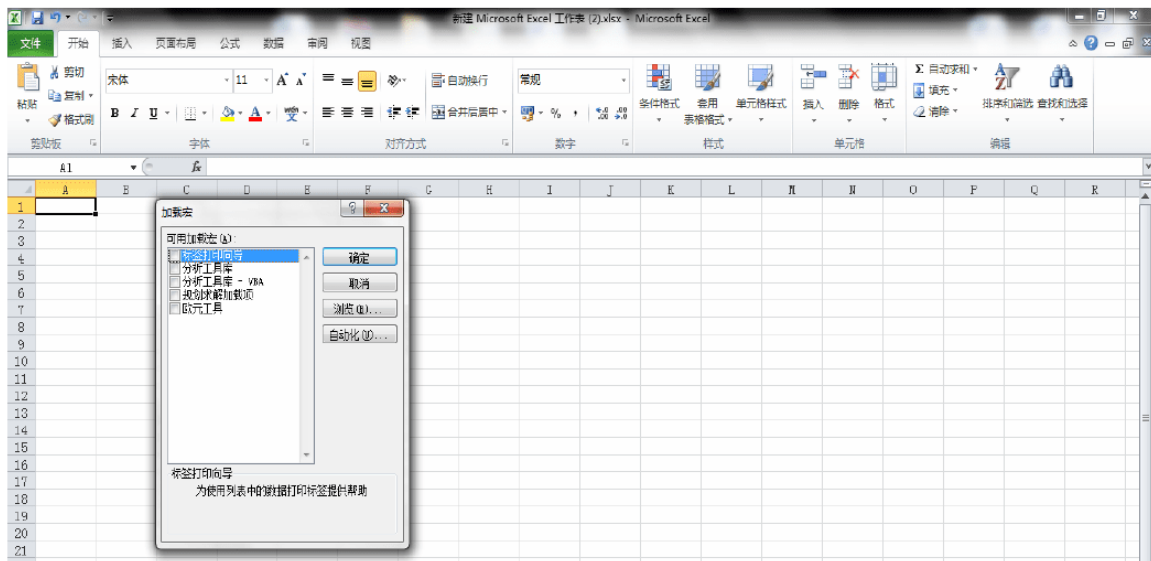 新建 Microsoft Excel 工作表 (2).xlsx - Microsoft Excel
文件 开始 插入 页面布局 公式 数据 审阅 视图
剪切 宋体 11 A A 自动换行 常规 Σ 自动求和
粘贴 复制 填充
格式刷 B I U A 合并后居中 % , 条件格式 套用 单元格样式 插入 删除 格式 清除 排序和筛选 查找和选择
表格格式
剪贴板 字体 对齐方式 数字 样式 单元格 编辑
A1 fx
A B C D E F G H I J K L M N O P Q R
1
2
3
4
5
6
7
8
9
10
11
12
13
14
15
16
17
18
19
20
21
加载宏
可用加载宏(A):
标签打印向导
分析工具库
分析工具库 - VBA
规划求解加载项
欧元工具
确定
取消
浏览(B)...
自动化(U)...
标签打印向导
为使用列表中的数据打印标签提供帮助